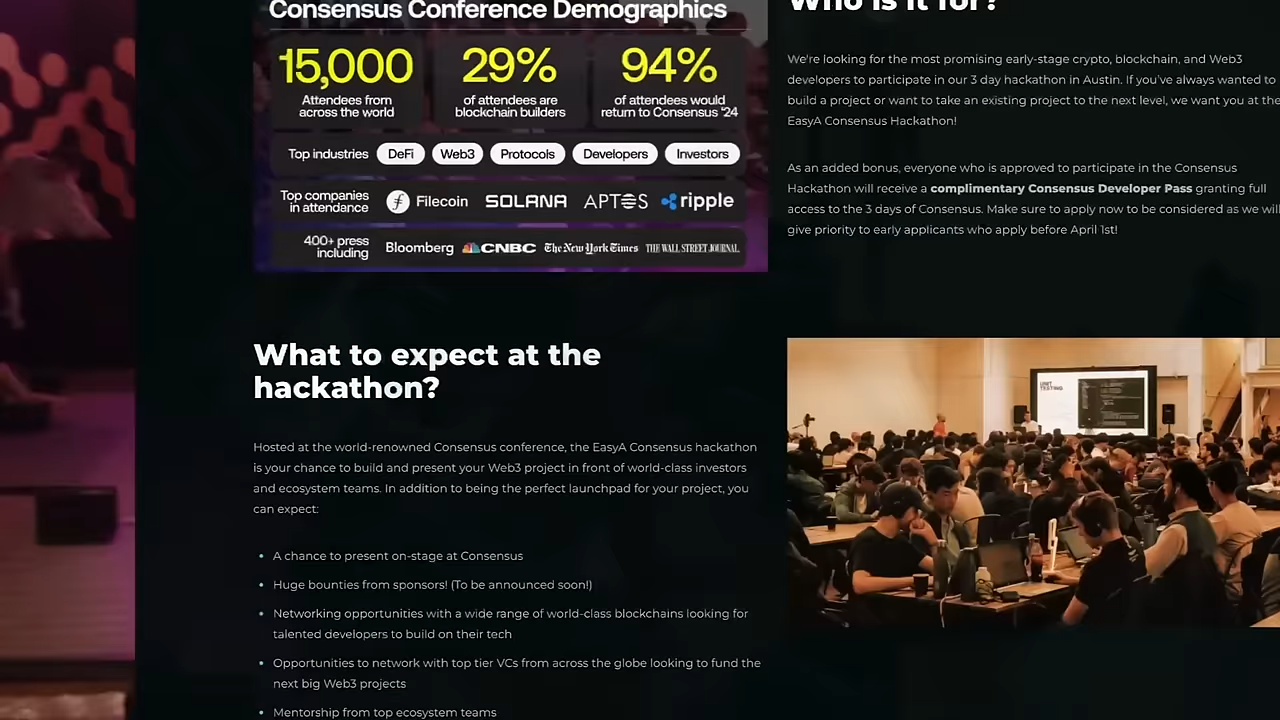 Consensus Conference Demographics
15,000
Attendees from
across the world
29%
of attendees are
blockchain builders
94%
of attendees would
return to Consensus '24
Top industries DeFi Web3 Protocols Developers Investors
Top companies
in attendance
Filecoin SOLANA APTOS ripple
400+ press
including
Bloomberg CNBC The New York Times THE WALL STREET JOURNAL.
Who is it for?
We're looking for the most promising early-stage crypto, blockchain, and Web3
developers to participate in our 3 day hackathon in Austin. If you've always wanted to
build a project or want to take an existing project to the next level, we want you at the
EasyA Consensus Hackathon!
As an added bonus, everyone who is approved to participate in the Consensus
Hackathon will receive a complimentary Consensus Developer Pass granting full
access to the 3 days of Consensus. Make sure to apply now to be considered as we will
give priority to early applicants who apply before April 1st!
What to expect at the
hackathon?
Hosted at the world-renowned Consensus conference, the EasyA Consensus hackathon
is your chance to build and present your Web3 project in front of world-class investors
and ecosystem teams. In addition to being the perfect launchpad for your project, you
can expect:
• A chance to present on-stage at Consensus
• Huge bounties from sponsors! (To be announced soon!)
• Networking opportunities with a wide range of world-class blockchains looking for
talented developers to build on their tech
• Opportunities to network with top tier VCs from across the globe looking to fund the
next big Web3 projects
• Mentorship from top ecosystem teams
UNIT
TESTING